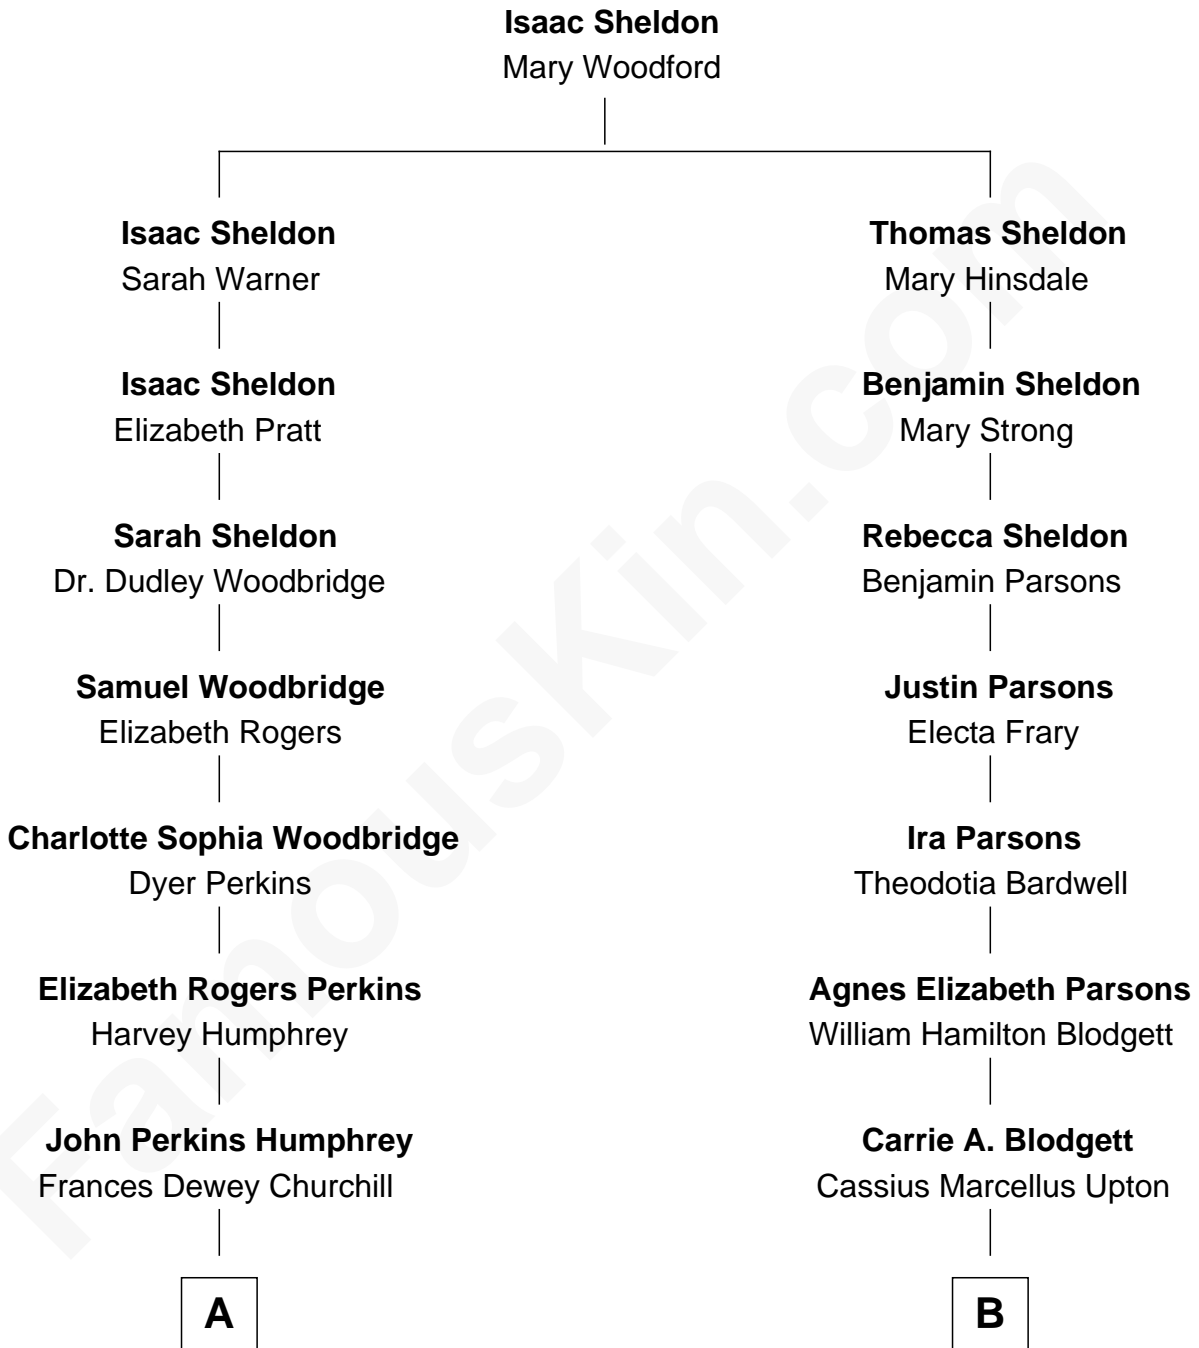 Isaac Sheldon
Mary Woodford
Isaac Sheldon
Sarah Warner
Thomas Sheldon
Mary Hinsdale
Isaac Sheldon
Elizabeth Pratt
Benjamin Sheldon
Mary Strong
Sarah Sheldon
Dr. Dudley Woodbridge
Rebecca Sheldon
Benjamin Parsons
Samuel Woodbridge
Elizabeth Rogers
Justin Parsons
Electa Frary
Charlotte Sophia Woodbridge
Dyer Perkins
Ira Parsons
Theodotia Bardwell
Elizabeth Rogers Perkins
Harvey Humphrey
Agnes Elizabeth Parsons
William Hamilton Blodgett
John Perkins Humphrey
Frances Dewey Churchill
Carrie A. Blodgett
Cassius Marcellus Upton
A
B
FamousKin.com